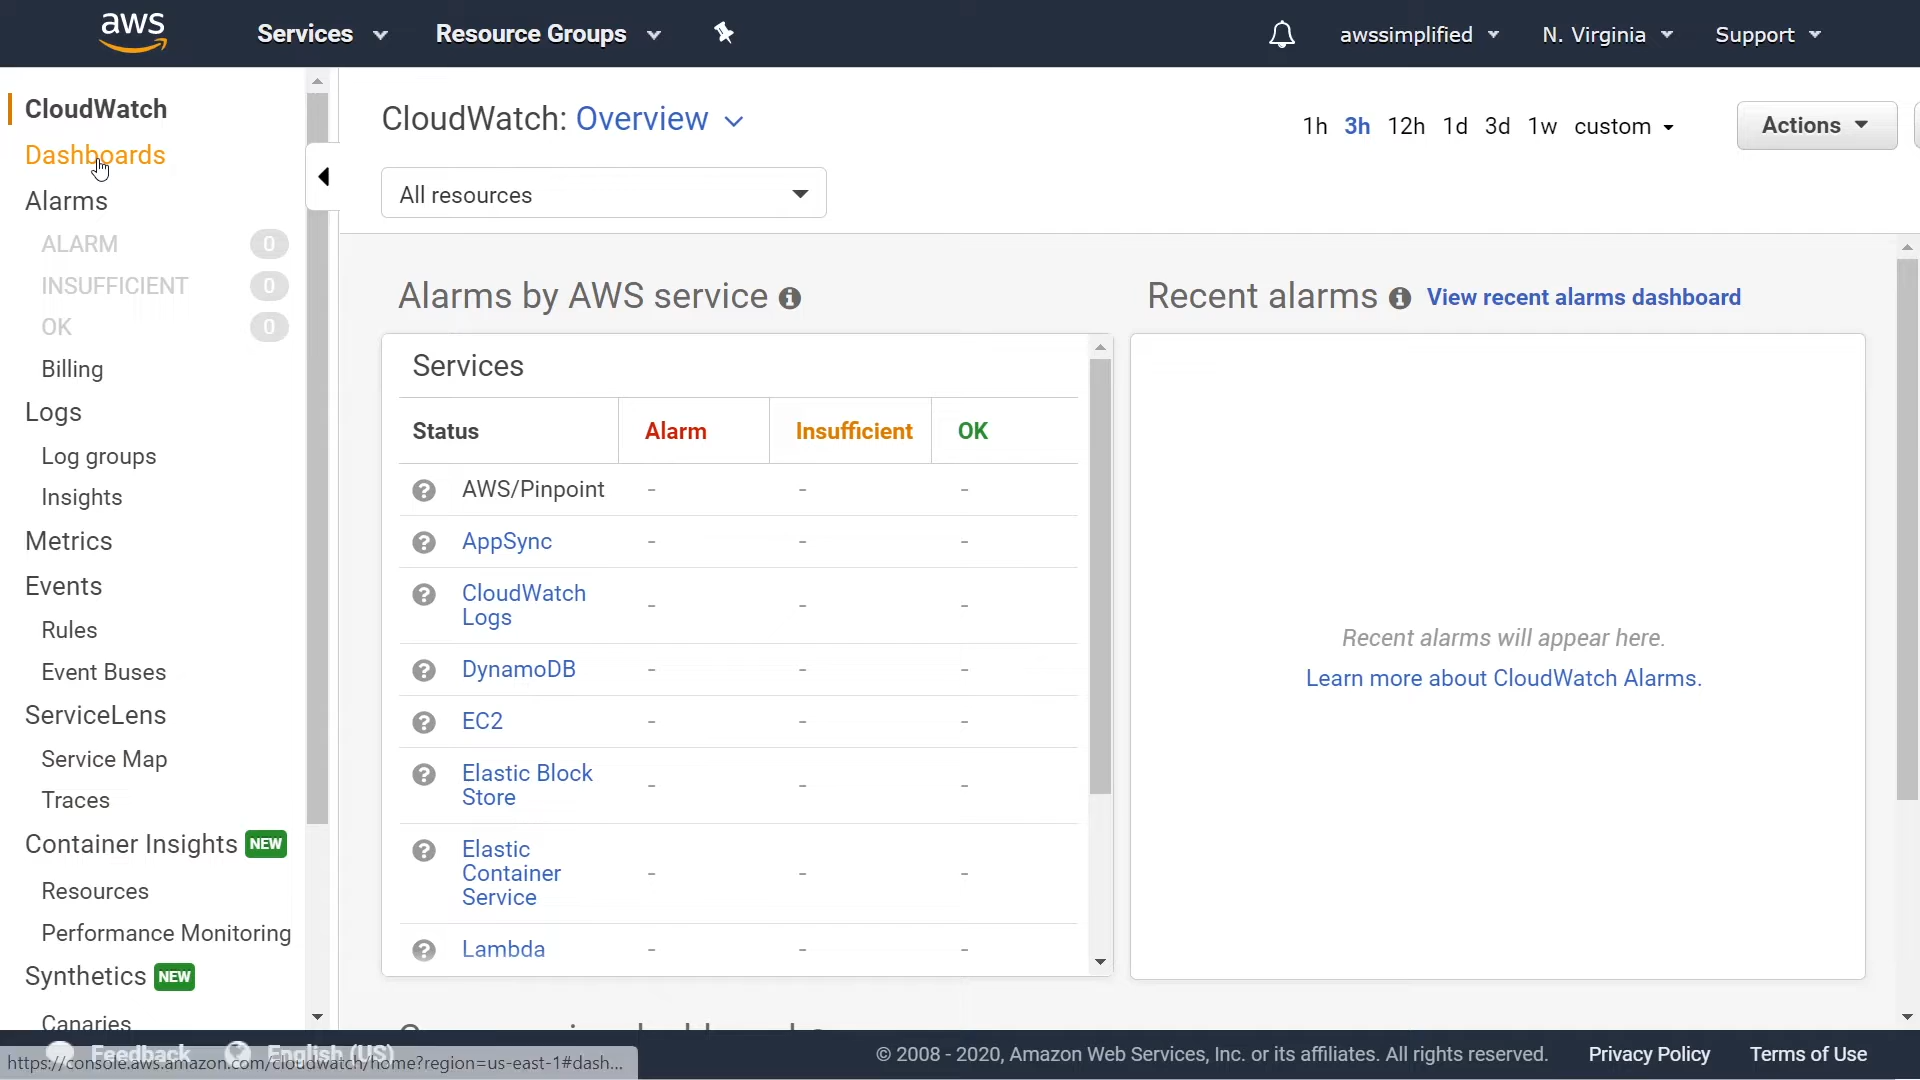 aws
Services
Resource Groups
awssimplified
N. Virginia
Support
CloudWatch
Dashboards
Alarms
ALARM 0
INSUFFICIENT 0
OK 0
Billing
Logs
Log groups
Insights
Metrics
Events
Rules
Event Buses
ServiceLens
Service Map
Traces
Container Insights NEW
Resources
Performance Monitoring
Synthetics NEW
Canaries
CloudWatch: Overview
1h 3h 12h 1d 3d 1w custom
Actions
All resources
Alarms by AWS service
Services
Status Alarm Insufficient OK
AWS/Pinpoint - - -
AppSync - - -
CloudWatch
Logs - - -
DynamoDB - - -
EC2 - - -
Elastic Block
Store - - -
Elastic
Container
Service - - -
Lambda - - -
Recent alarms
View recent alarms dashboard
Recent alarms will appear here.
Learn more about CloudWatch Alarms.
Feedback
English (US)
https://console.aws.amazon.com/cloudwatch/home?region=us-east-1#dash...
© 2008 - 2020, Amazon Web Services, Inc. or its affiliates. All rights reserved.
Privacy Policy
Terms of Use